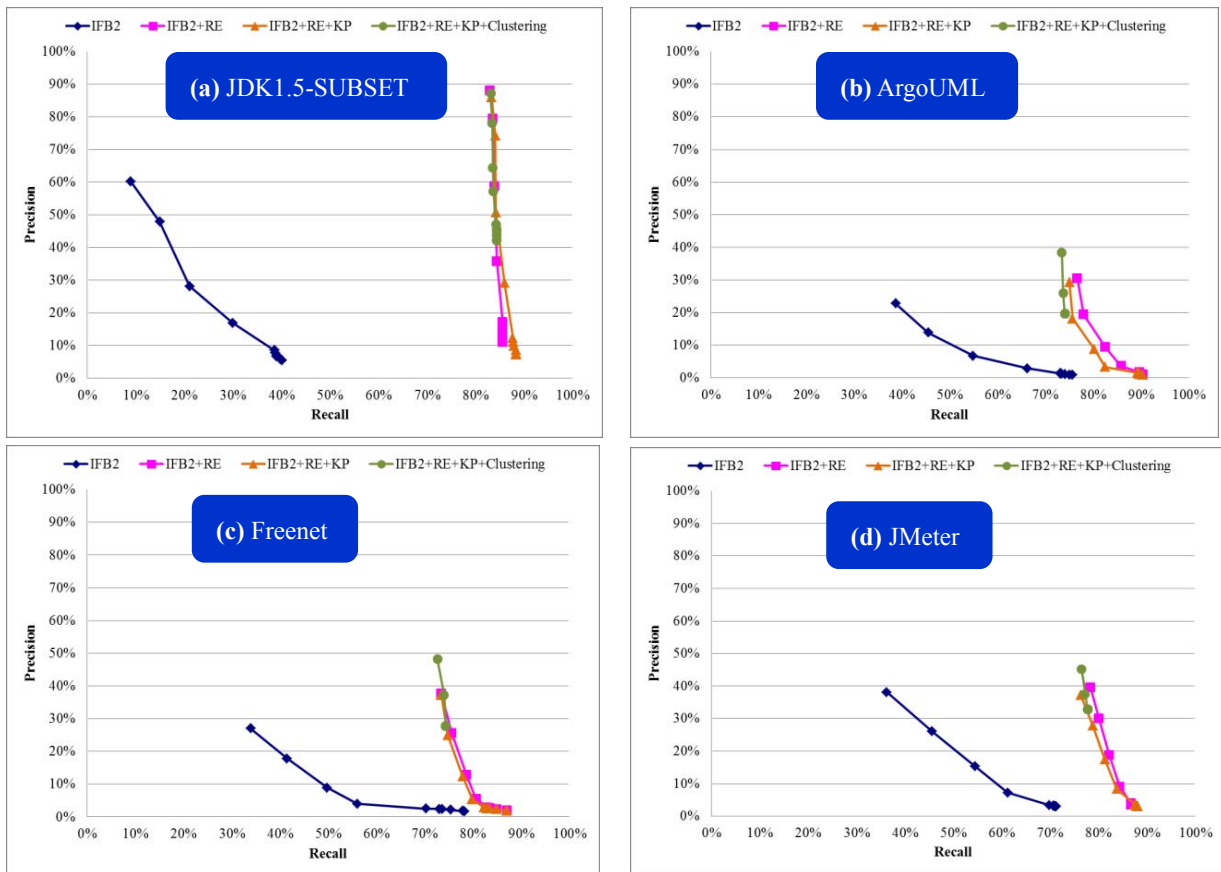 IFB2 IFB2+RE IFB2+RE+KP IFB2+RE+KP+Clustering
100%
90%
80%
70%
60%
50%
40%
30%
20%
10%
0%
Precision
(a) JDK1.5-SUBSET
0% 10% 20% 30% 40% 50% 60% 70% 80% 90% 100%
Recall
IFB2 IFB2+RE IFB2+RE+KP IFB2+RE+KP+Clustering
100%
90%
80%
70%
60%
50%
40%
30%
20%
10%
0%
Precision
(b) ArgoUML
0% 10% 20% 30% 40% 50% 60% 70% 80% 90% 100%
Recall
IFB2 IFB2+RE IFB2+RE+KP IFB2+RE+KP+Clustering
100%
90%
80%
70%
60%
50%
40%
30%
20%
10%
0%
Precision
(c) Freenet
0% 10% 20% 30% 40% 50% 60% 70% 80% 90% 100%
Recall
IFB2 IFB2+RE IFB2+RE+KP IFB2+RE+KP+Clustering
100%
90%
80%
70%
60%
50%
40%
30%
20%
10%
0%
Precision
(d) JMeter
0% 10% 20% 30% 40% 50% 60% 70% 80% 90% 100%
Recall